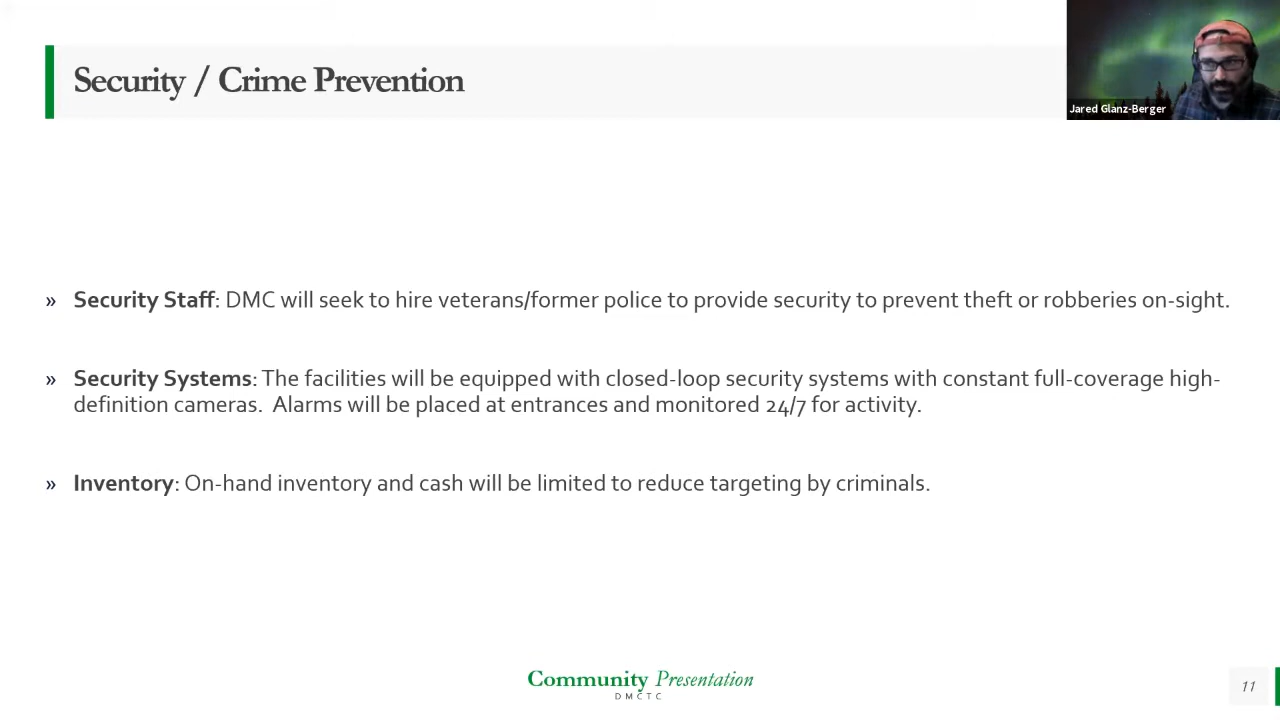 Security / Crime Prevention
Jared Glanz-Berger
» Security Staff: DMC will seek to hire veterans/former police to provide security to prevent theft or robberies on-sight.
» Security Systems: The facilities will be equipped with closed-loop security systems with constant full-coverage high-
definition cameras.  Alarms will be placed at entrances and monitored 24/7 for activity.
» Inventory: On-hand inventory and cash will be limited to reduce targeting by criminals.
Community Presentation
DMCTC
11